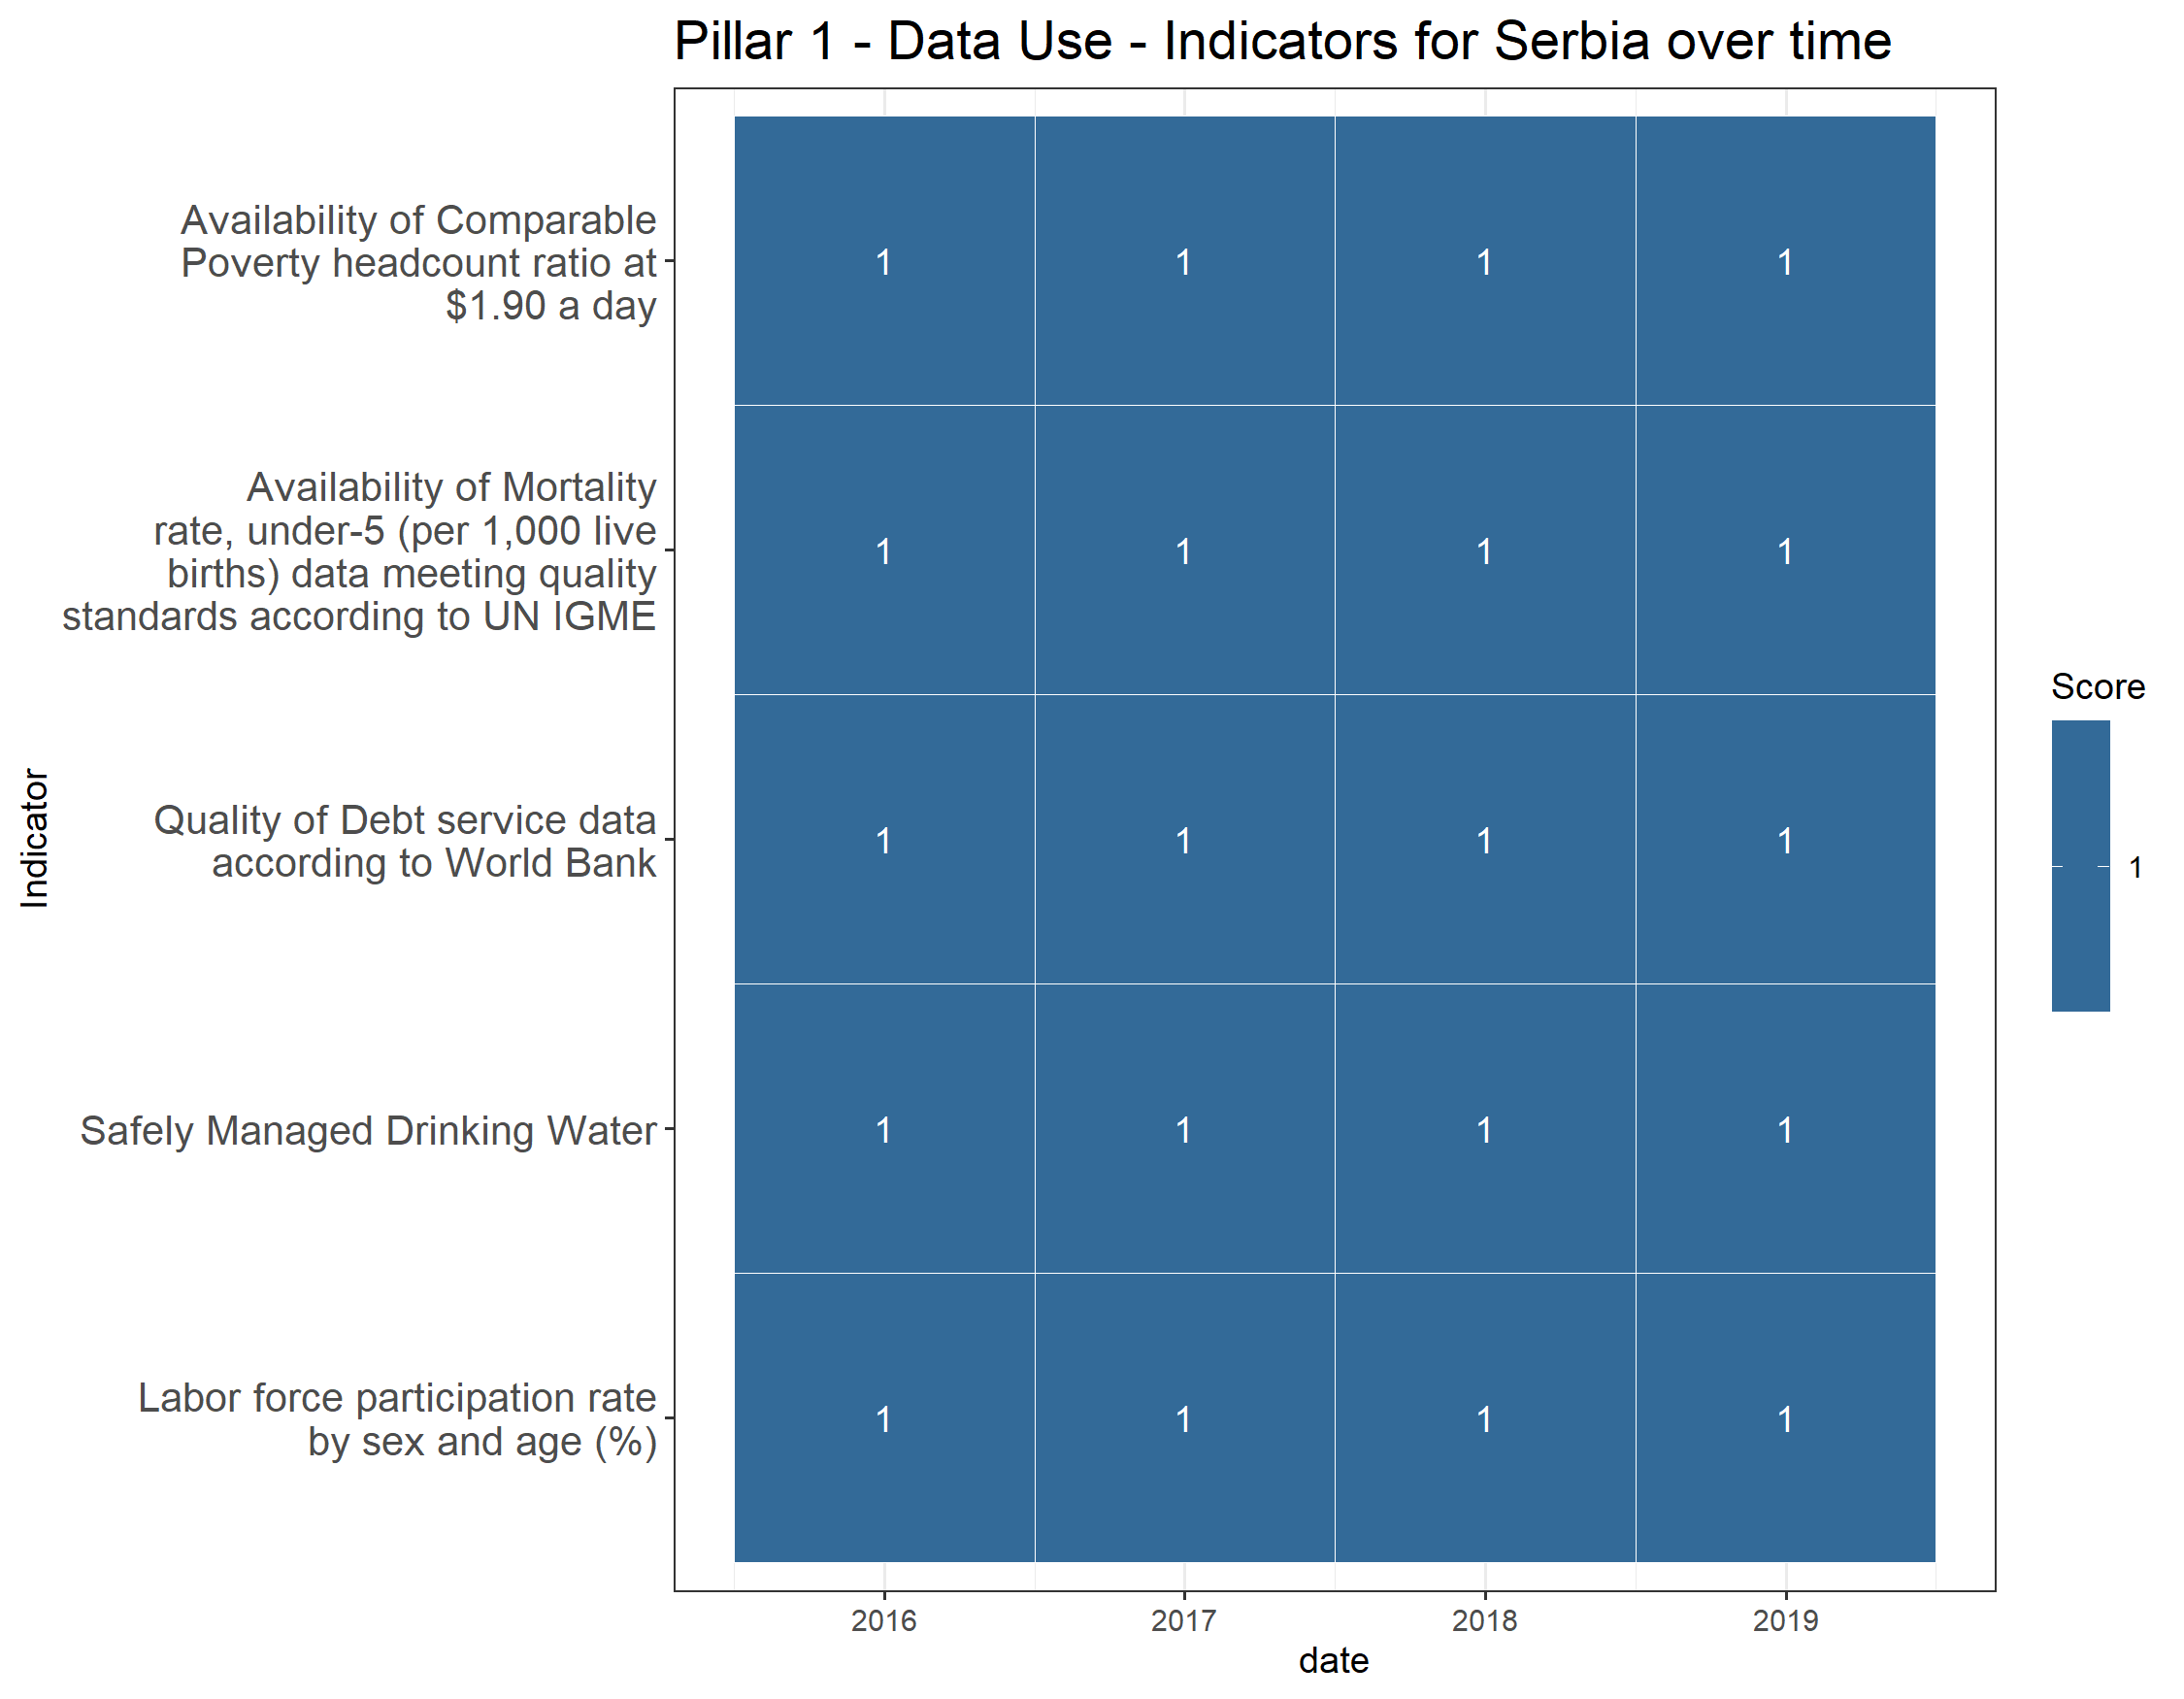 Pillar 1 - Data Use - Indicators for Serbia over time
Availability of Comparable
Poverty headcount ratio at
$1.90 a day
1 1 1 1
Availability of Mortality
rate, under-5 (per 1,000 live
births) data meeting quality
standards according to UN IGME
1 1 1 1
Quality of Debt service data
according to World Bank
1 1 1 1
Safely Managed Drinking Water
1 1 1 1
Labor force participation rate
by sex and age (%)
1 1 1 1
Indicator
2016 2017 2018 2019
date
Score
1